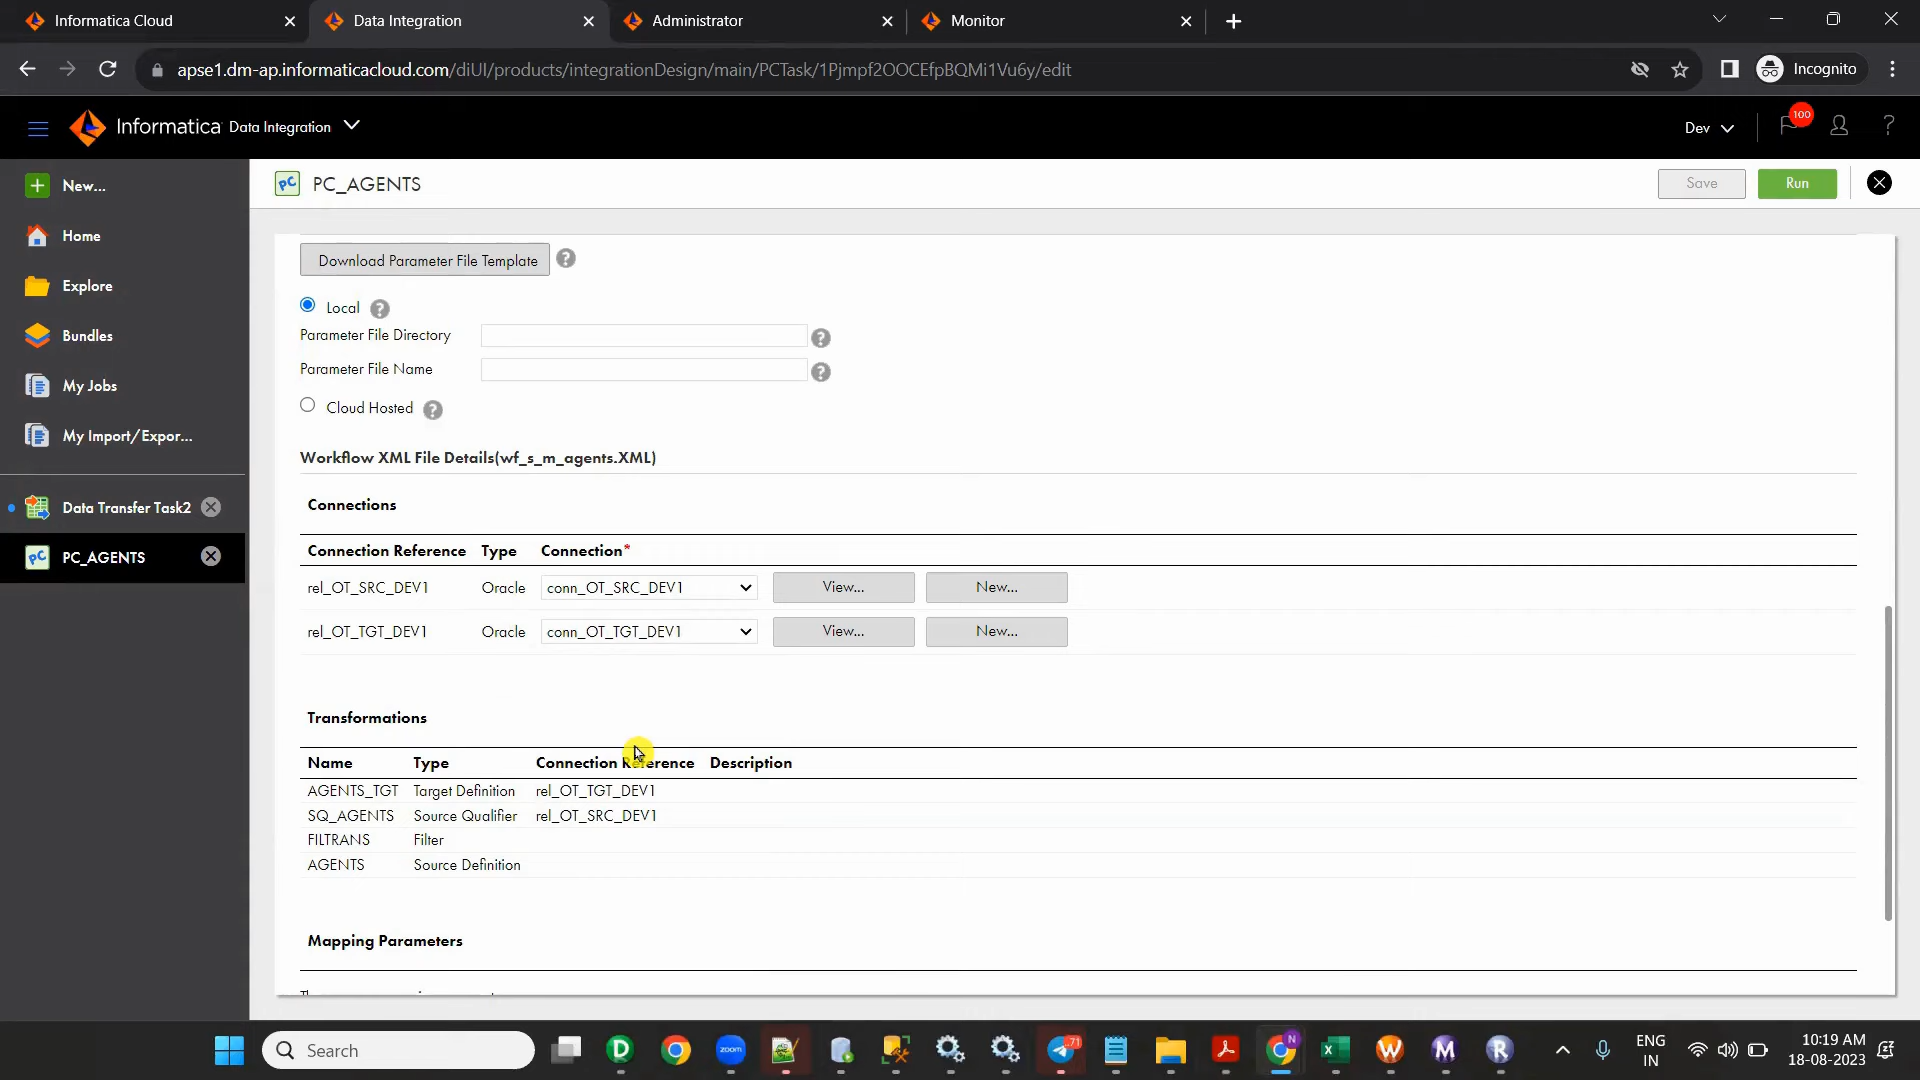 Informatica Cloud
Data Integration
Administrator
Monitor
apse1.dm-ap.informaticacloud.com/diUI/products/integrationDesign/main/PCTask/1Pjmpf2OOCEfpBQMi1Vu6y/edit
Incognito
Informatica Data Integration
Dev
100
New...
PC PC_AGENTS
Save
Run
Home
Explore
Bundles
My Jobs
My Import/Expor...
Data Transfer Task2
PC PC_AGENTS
Download Parameter File Template
Local
Parameter File Directory
Parameter File Name
Cloud Hosted
Workflow XML File Details(wf_s_m_agents.XML)
Connections
Connection Reference Type Connection*
rel_OT_SRC_DEV1 Oracle conn_OT_SRC_DEV1 View... New...
rel_OT_TGT_DEV1 Oracle conn_OT_TGT_DEV1 View... New...
Transformations
Name Type Connection Reference Description
AGENTS_TGT Target Definition rel_OT_TGT_DEV1
SQ_AGENTS Source Qualifier rel_OT_SRC_DEV1
FILTRANS Filter
AGENTS Source Definition
Mapping Parameters
Search
zoom
71
N
ENG
IN
10:19 AM
18-08-2023